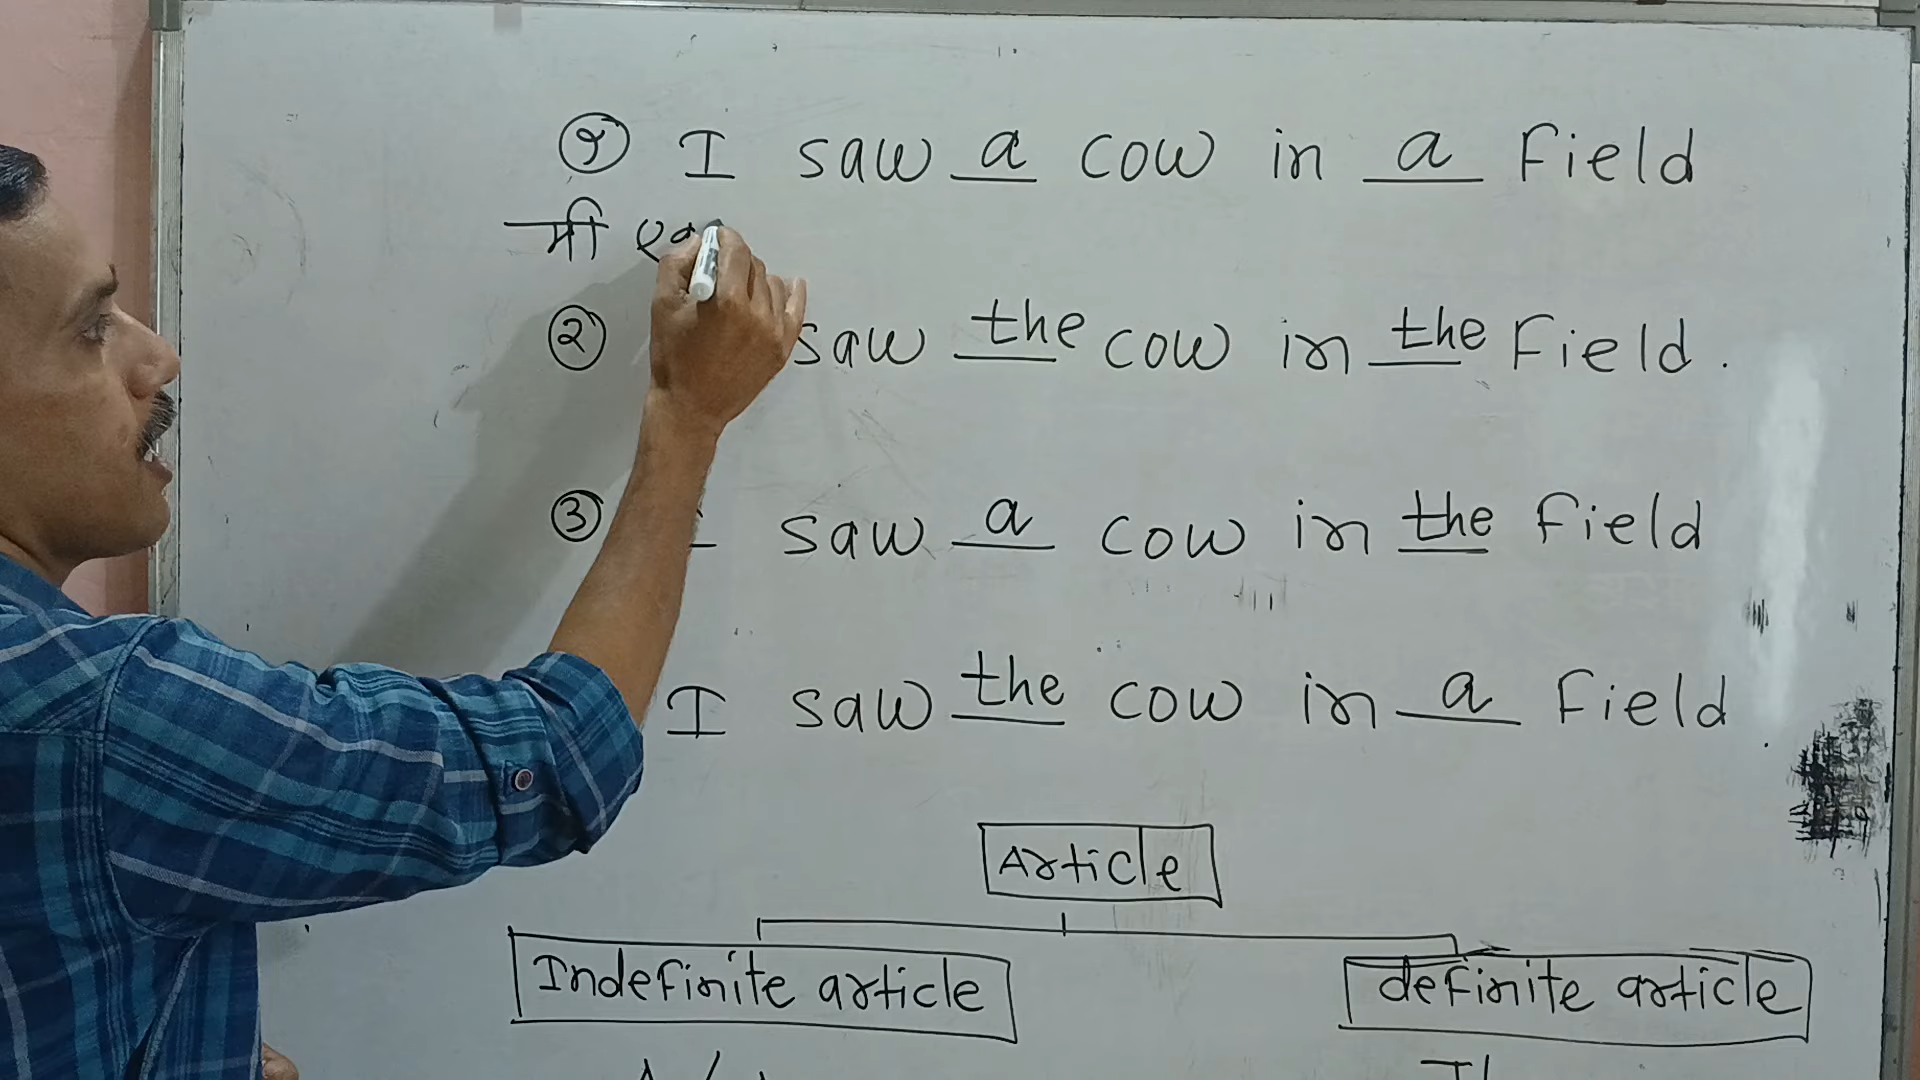 १ I saw a cow in a Field
मी एक
② saw the cow in the Field.
③ I saw a cow in the Field
I saw the cow in a Field
Article
Indefinite article definite article